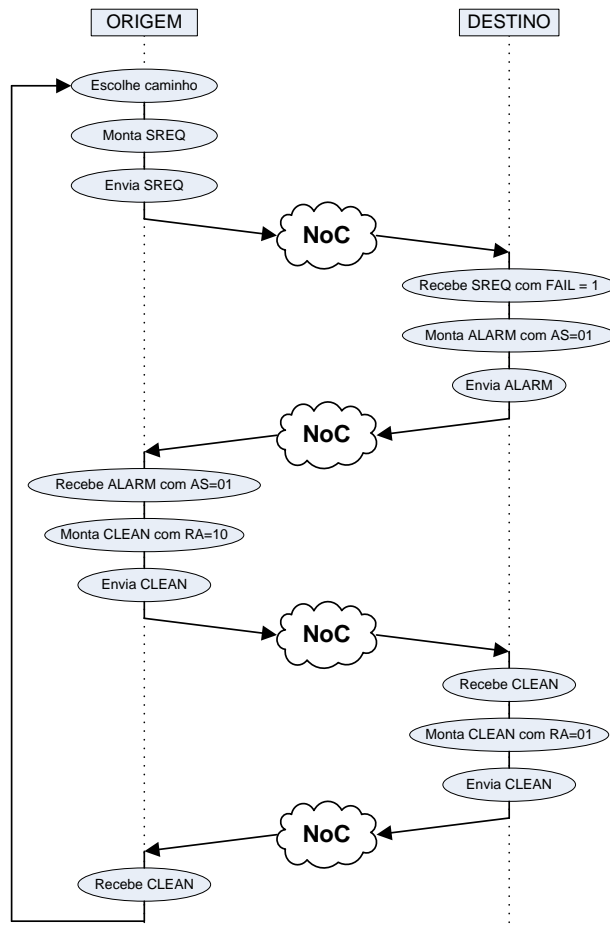 ORIGEM
DESTINO
Escolhe caminho
Monta SREQ
Envia SREQ
NoC
Recebe SREQ com FAIL = 1
Monta ALARM com AS=01
Envia ALARM
NoC
Recebe ALARM com AS=01
Monta CLEAN com RA=10
Envia CLEAN
NoC
Recebe CLEAN
Monta CLEAN com RA=01
Envia CLEAN
NoC
Recebe CLEAN